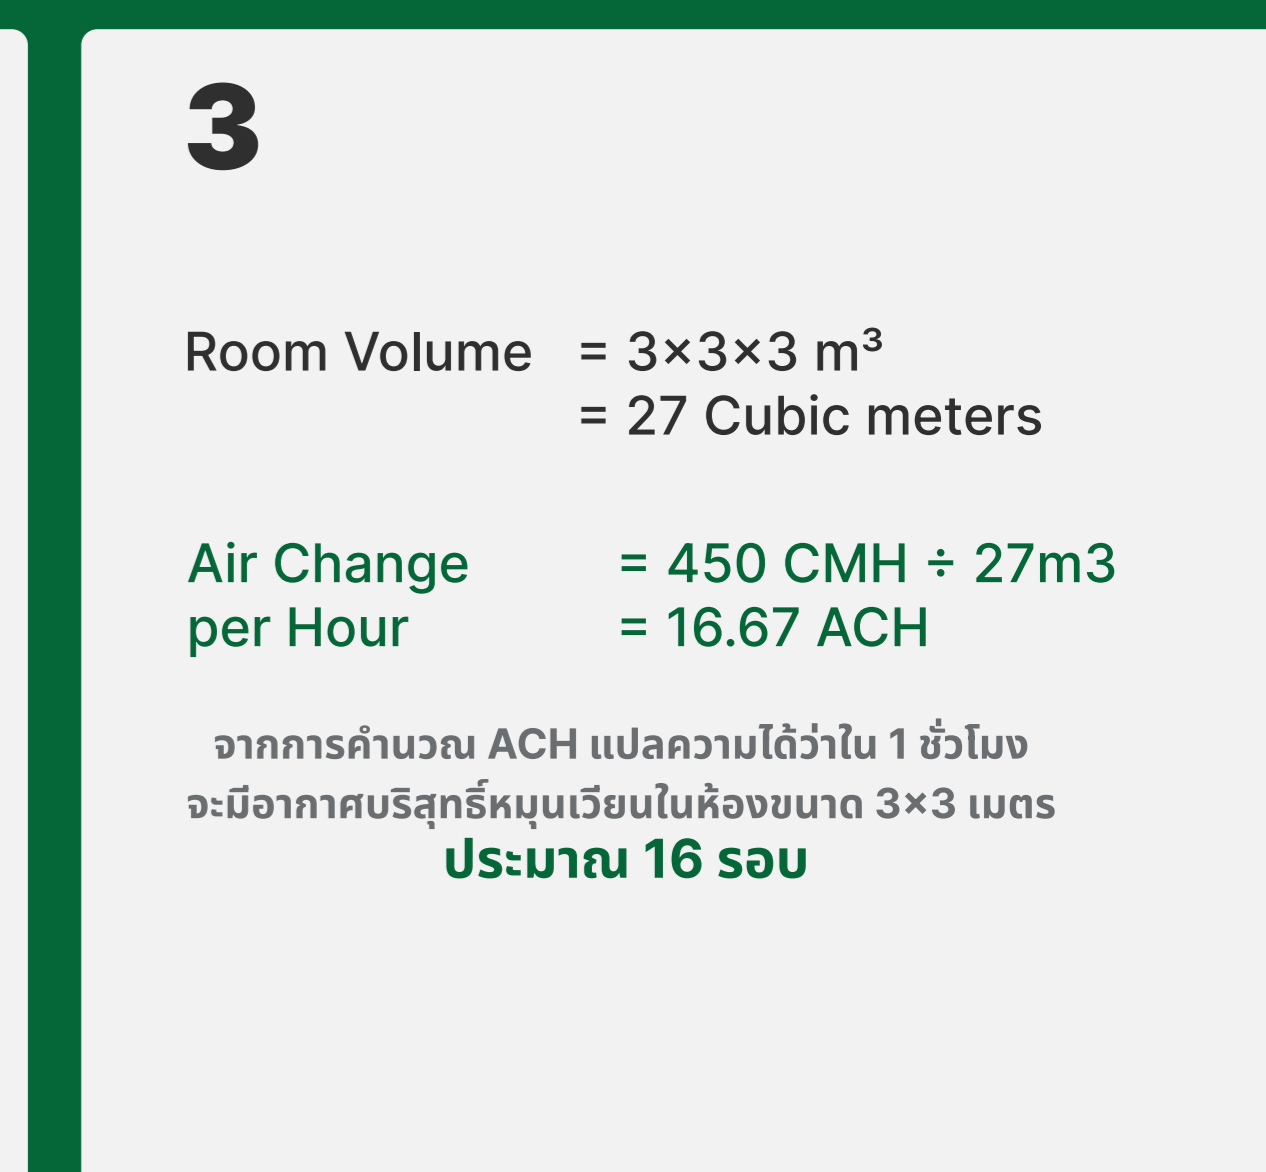 3
Room Volume = 3×3×3 m³
= 27 Cubic meters
Air Change = 450 CMH ÷ 27m3
per Hour = 16.67 ACH
จากการคำนวณ ACH แปลความได้ว่าใน 1 ชั่วโมง
จะมีอากาศบริสุทธิ์หมุนเวียนในห้องขนาด 3×3 เมตร
ประมาณ 16 รอบ